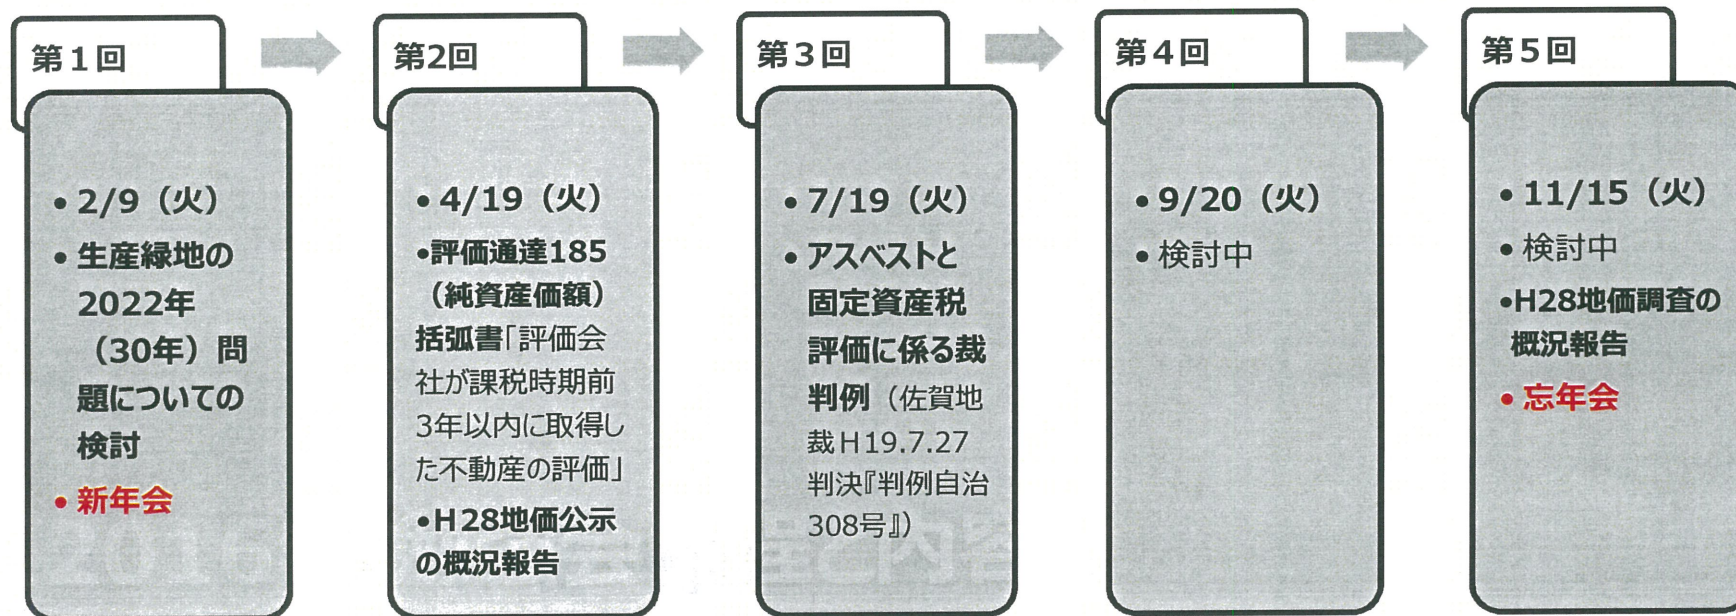 第１回
• 2/9（火）
• 生産緑地の
2022年
（30年）問
題についての
検討
• 新年会
第2回
• 4/19（火）
•評価通達185
（純資産価額）
括弧書「評価会
社が課税時期前
3年以内に取得し
た不動産の評価」
•Ｈ28地価公示
の概況報告
第３回
• 7/19（火）
• アスベストと
固定資産税
評価に係る裁
判例（佐賀地
裁Ｈ19.7.27
判決『判例自治
308号』）
第４回
• 9/20（火）
• 検討中
第５回
• 11/15（火）
• 検討中
•H28地価調査の
概況報告
• 忘年会